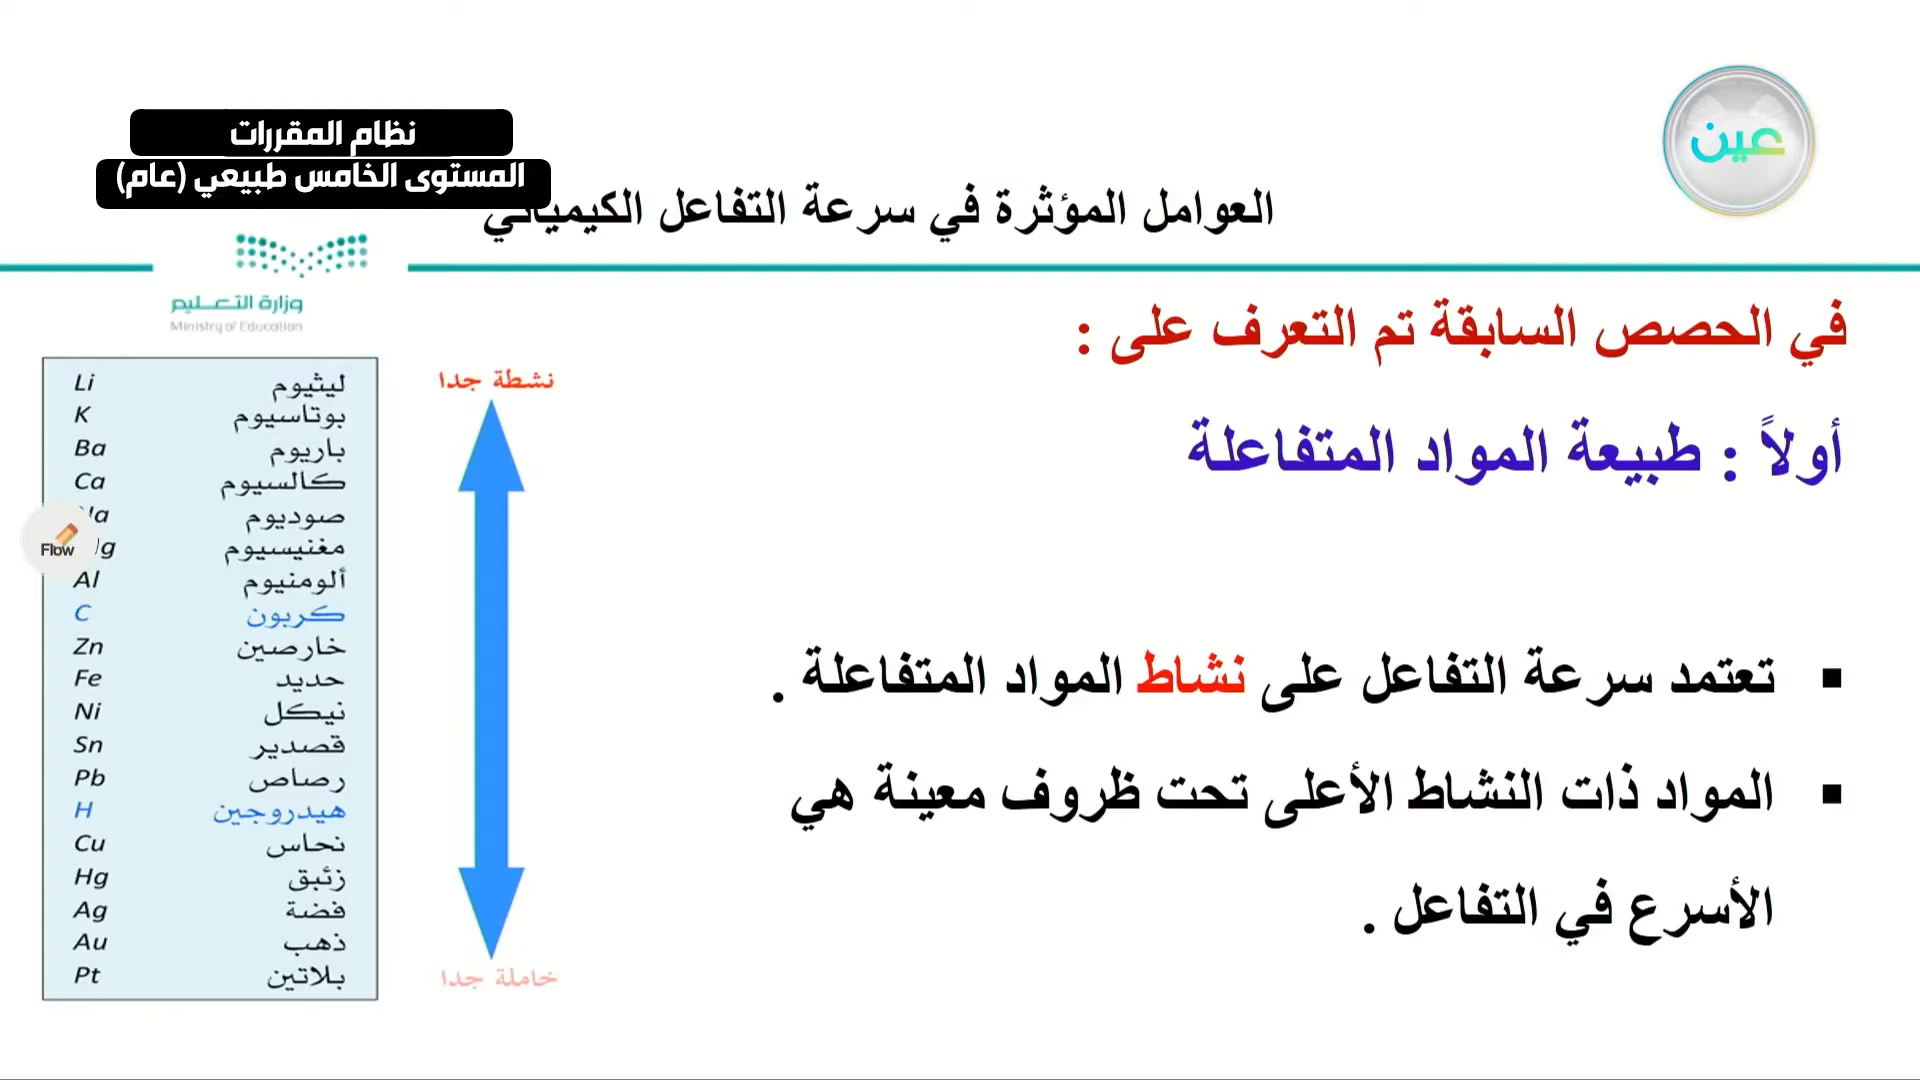 عين
نظام المقررات
المستوى الخامس طبيعي (عام)
العوامل المؤثرة في سرعة التفاعل الكيميائي
وزارة التعليم
Ministry of Education
في الحصص السابقة تم التعرف على :
أولاً : طبيعة المواد المتفاعلة
▪ تعتمد سرعة التفاعل على نشاط المواد المتفاعلة .
▪ المواد ذات النشاط الأعلى تحت ظروف معينة هي
الأسرع في التفاعل .
نشطة جدا
خاملة جدا
ليثيوم Li
بوتاسيوم K
باريوم Ba
كالسيوم Ca
صوديوم
مغنيسيوم
ألومنيوم Al
كربون C
خارصين Zn
حديد Fe
نيكل Ni
قصدير Sn
رصاص Pb
هيدروجين H
نحاس Cu
زئبق Hg
فضة Ag
ذهب Au
بلاتين Pt
Flow